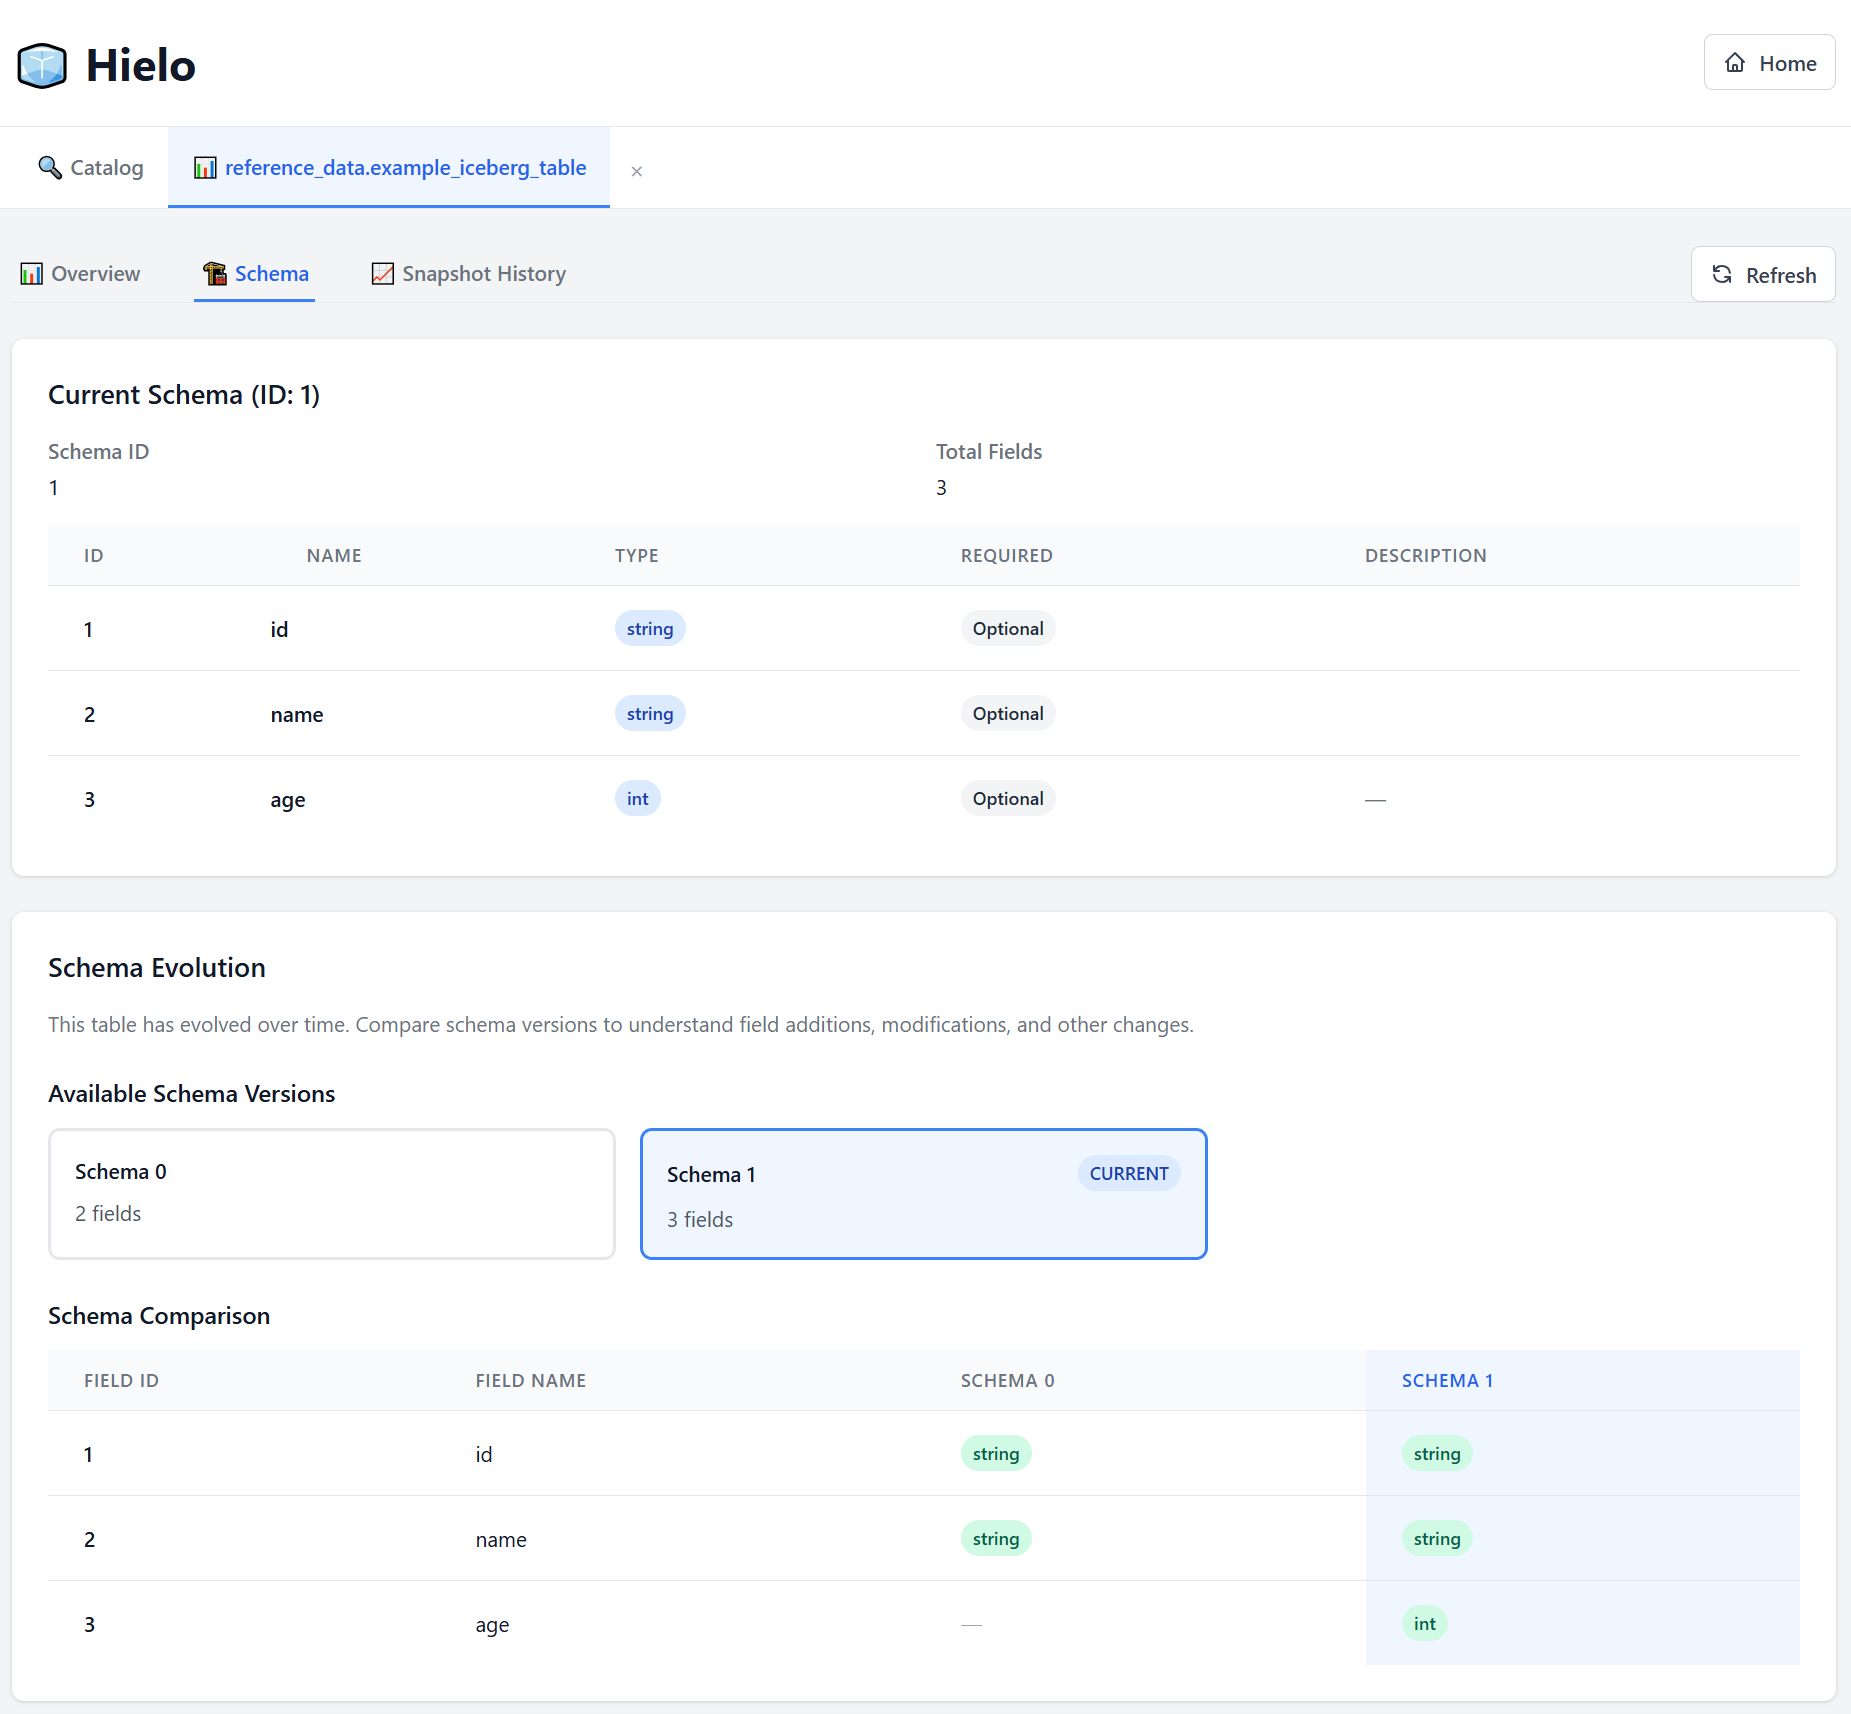 Hielo
Home
Catalog
reference_data.example_iceberg_table
×
Overview
Schema
Snapshot History
Refresh
Current Schema (ID: 1)
Schema ID Total Fields
1 3
ID NAME TYPE REQUIRED DESCRIPTION
1 id string Optional
2 name string Optional
3 age int Optional —
Schema Evolution
This table has evolved over time. Compare schema versions to understand field additions, modifications, and other changes.
Available Schema Versions
Schema 0
2 fields
Schema 1 CURRENT
3 fields
Schema Comparison
FIELD ID FIELD NAME SCHEMA 0 SCHEMA 1
1 id string string
2 name string string
3 age — int